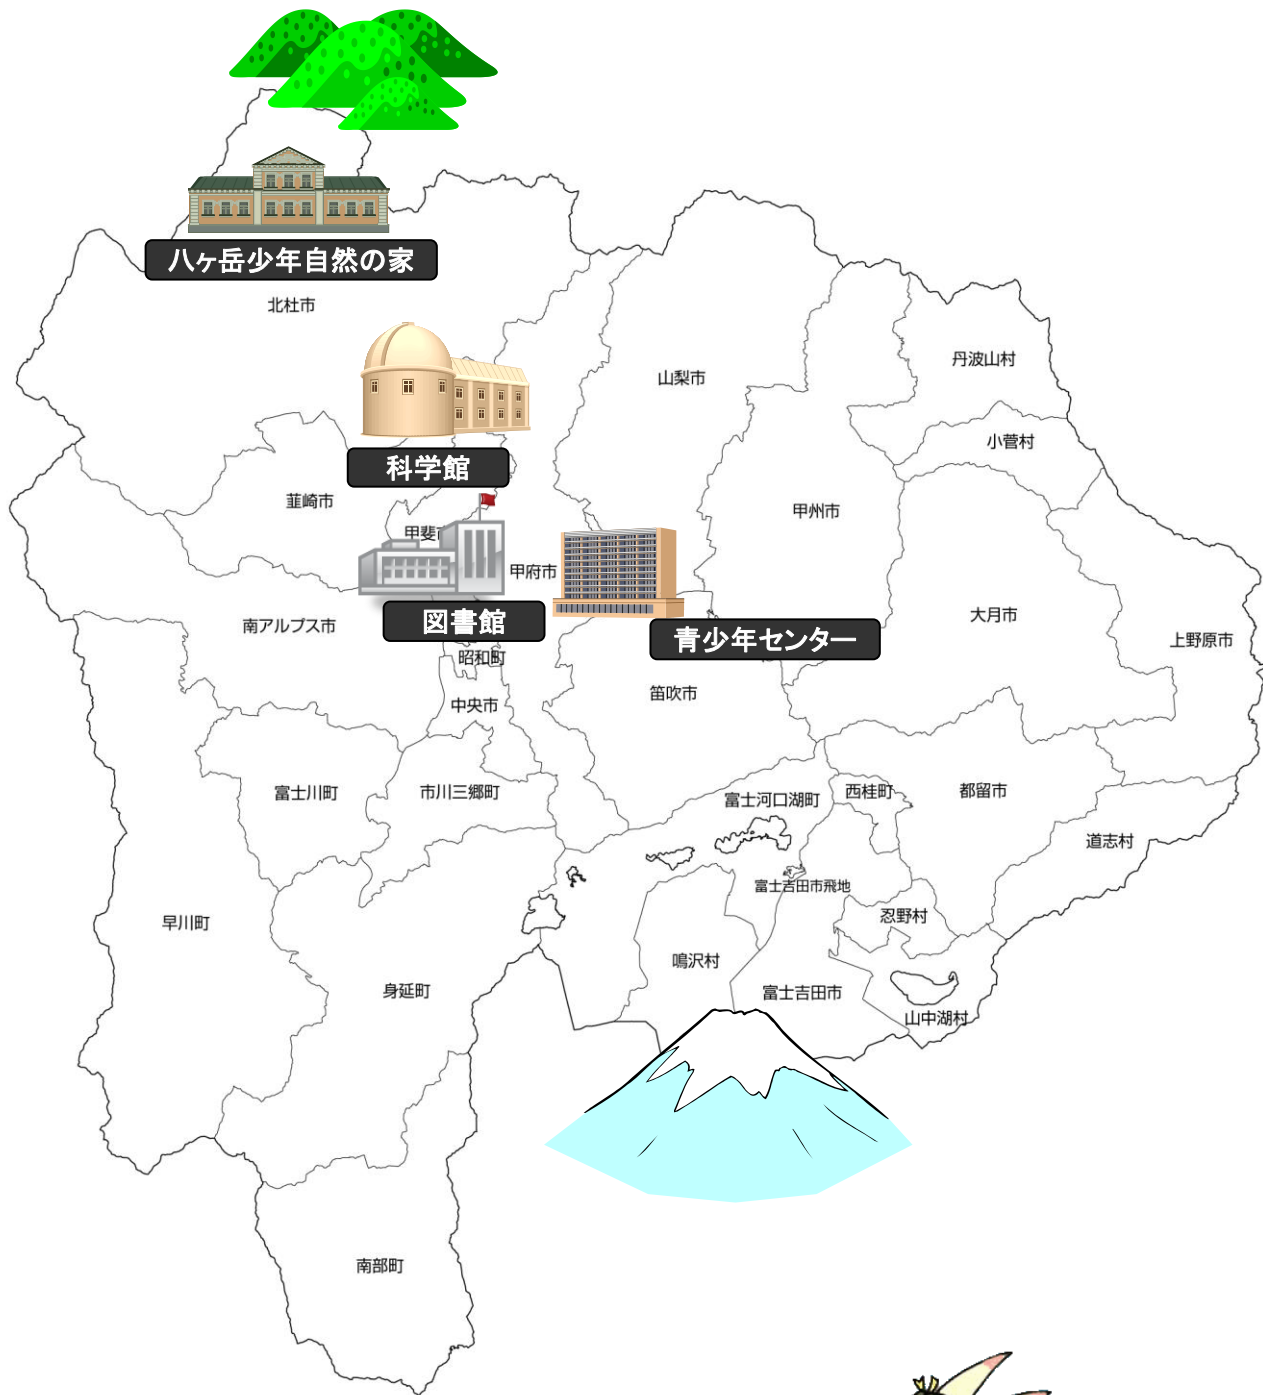 八ヶ岳少年自然の家
北杜市
丹波山村
山梨市
小菅村
科学館
韮崎市
甲州市
甲斐市
甲府市
大月市
図書館
南アルプス市
青少年センター
上野原市
昭和町
笛吹市
中央市
富士川町
市川三郷町
富士河口湖町
西桂町
都留市
道志村
富士吉田市飛地
忍野村
早川町
鳴沢村
身延町
富士吉田市
山中湖村
南部町